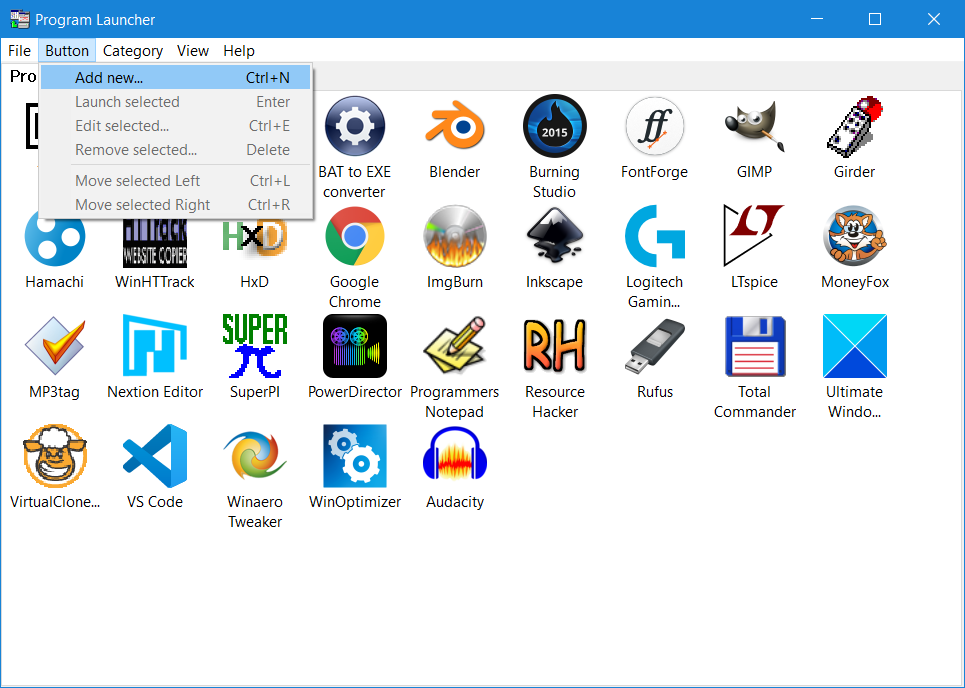 Program Launcher
File Button Category View Help
Pro
Add new... Ctrl+N
Launch selected Enter
Edit selected... Ctrl+E
Remove selected... Delete
Move selected Left Ctrl+L
Move selected Right Ctrl+R
2015
ff
BAT to EXE
converter
Blender
Burning
Studio
FontForge
GIMP
Girder
HTTrack
WEBSITE COPIER
HxD
Hamachi
WinHTTrack
HxD
Google
Chrome
ImgBurn
Inkscape
Logitech
Gamin...
LTspice
MoneyFox
SUPER
π
RH
MP3tag
Nextion Editor
SuperPI
PowerDirector
Programmers
Notepad
Resource
Hacker
Rufus
Total
Commander
Ultimate
Windo...
VirtualClone...
VS Code
Winaero
Tweaker
WinOptimizer
Audacity